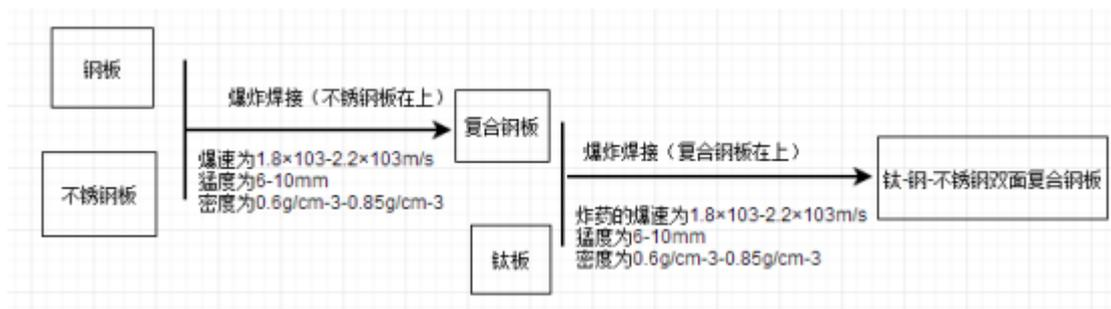 钢板
爆炸焊接（不锈钢板在上）
复合钢板
爆炸焊接（复合钢板在上）
爆速为1.8×103-2.2×103m/s
猛度为6-10mm
密度为0.6g/cm-3-0.85g/cm-3
不锈钢板
钛-钢-不锈钢双面复合钢板
炸药的爆速为1.8×103-2.2×103m/s
猛度为6-10mm
密度为0.6g/cm-3-0.85g/cm-3
钛板